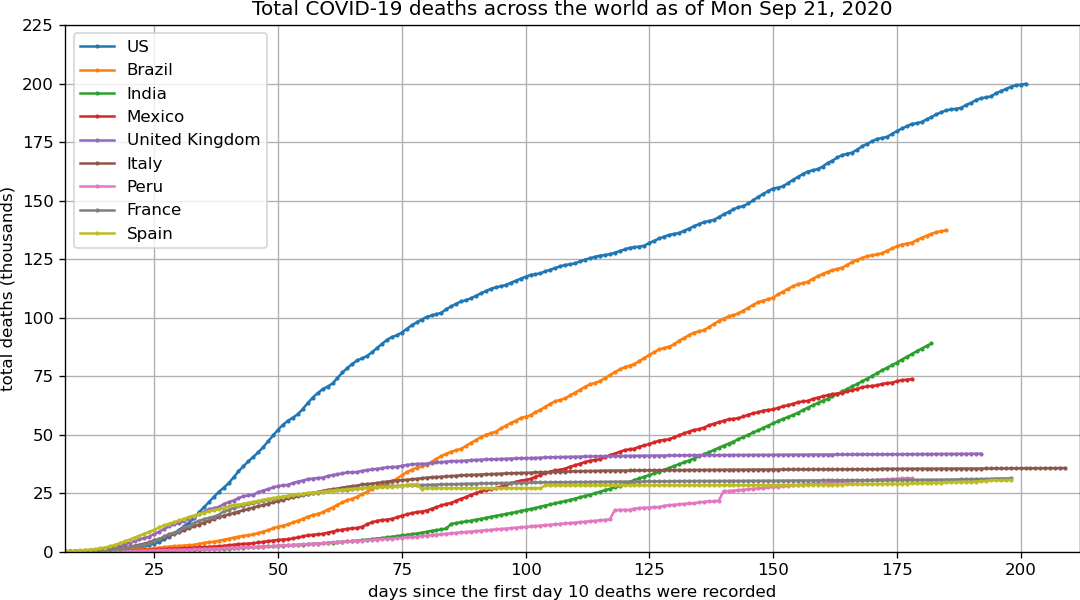 Total COVID-19 deaths across the world as of Mon Sep 21, 2020
total deaths (thousands)
225
200
175
150
125
100
75
50
25
0
US
Brazil
India
Mexico
United Kingdom
Italy
Peru
France
Spain
25 50 75 100 125 150 175 200
days since the first day 10 deaths were recorded